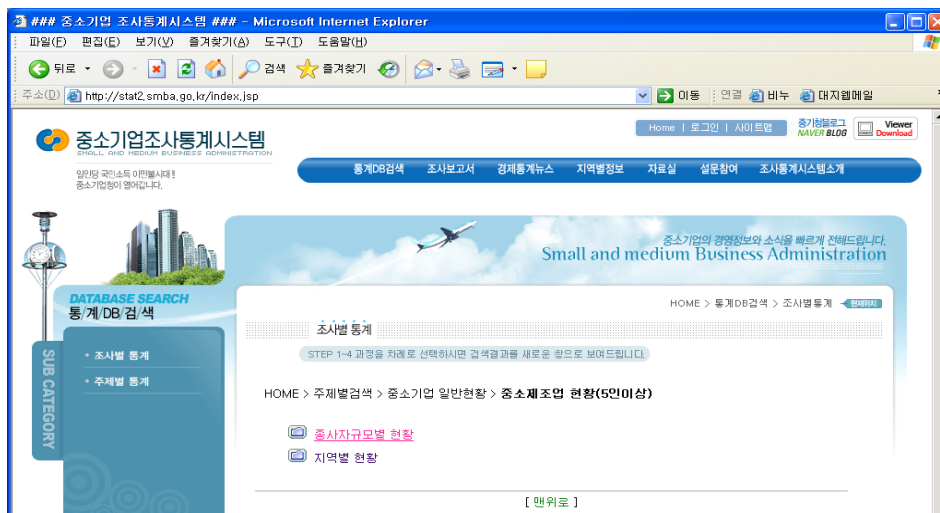 ### 중소기업 조사통계시스템 ### - Microsoft Internet Explorer
파일(F) 편집(E) 보기(V) 즐겨찾기(A) 도구(T) 도움말(H)
뒤로 검색 즐겨찾기
주소(D) http://stat2.smba.go.kr/index.jsp 이동 연결 비누 대지웹메일
Home | 로그인 | 사이트맵 중기청블로그 NAVER BLOG Viewer Download
중소기업조사통계시스템
SMALL AND MEDIUM BUSINESS ADMINISTRATION
일인당 국민소득 이만불시대!
중소기업청이 열어갑니다.
통계DB검색 조사보고서 경제통계뉴스 지역별정보 자료실 설문참여 조사통계시스템소개
중소기업의 경영정보와 소식을 빠르게 전해드립니다.
Small and medium Business Administration
DATABASE SEARCH
통/계/DB/검/색
HOME > 통계DB검색 > 조사별통계 현재위치
조사별 통계
STEP 1~4 과정을 차례로 선택하시면 검색결과를 새로운 창으로 보여드립니다.
SUB CATEGORY
조사별 통계
주제별 통계
HOME > 주제별검색 > 중소기업 일반현황 > 중소제조업 현황(5인이상)
종사자규모별 현황
지역별 현황
[ 맨위로 ]